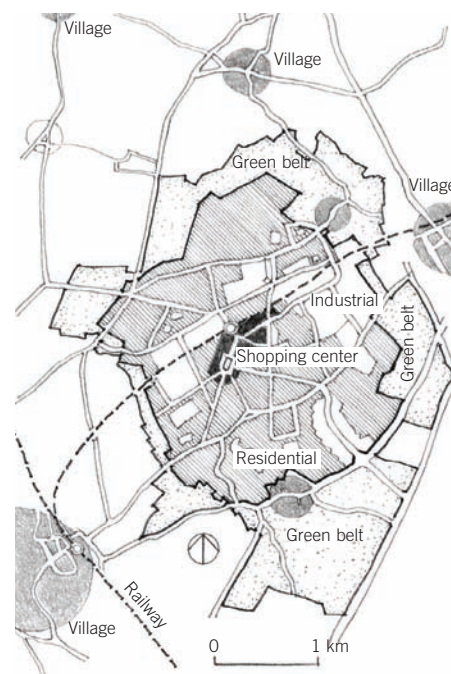 Village
Village
Green belt
Village
Industrial
Green belt
Shopping center
Residential
Green belt
Railway
Village
0 1 km